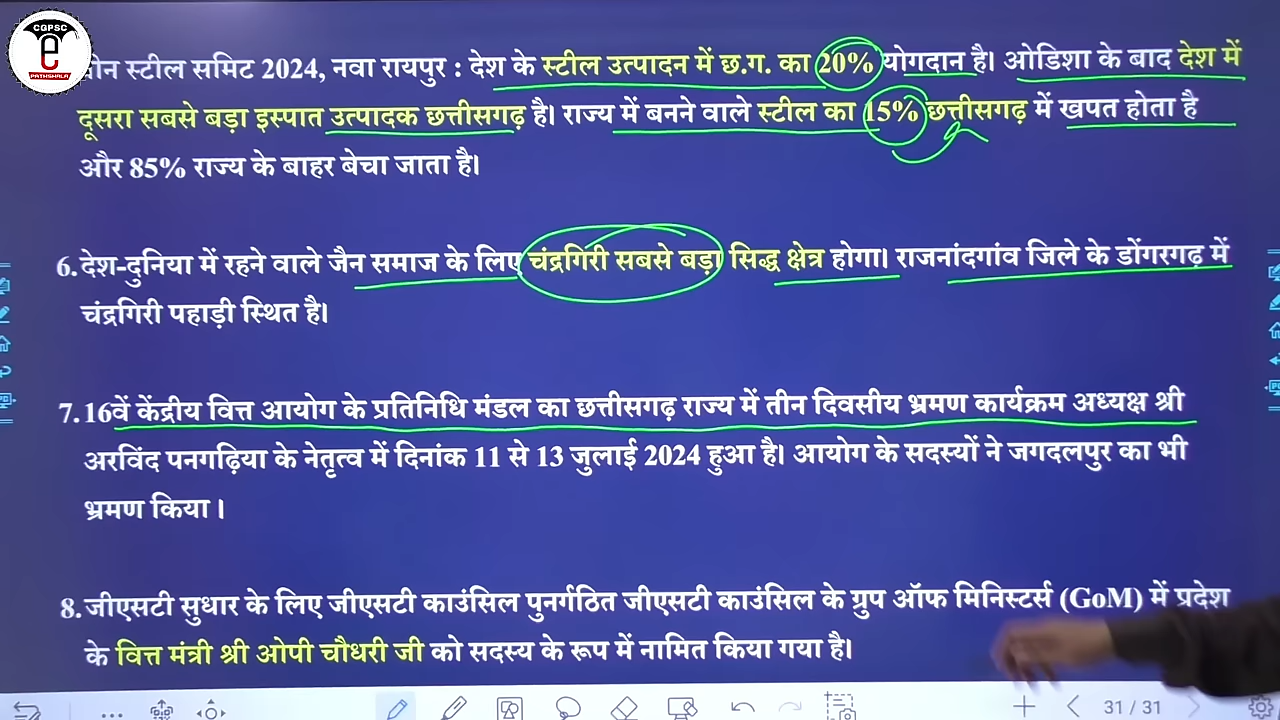 CGPSC
e
PATHSHALA
स्टील समिट 2024, नवा रायपुर : देश के स्टील उत्पादन में छ.ग. का 20% योगदान है। ओडिशा के बाद देश में
दूसरा सबसे बड़ा इस्पात उत्पादक छत्तीसगढ़ है। राज्य में बनने वाले स्टील का 15% छत्तीसगढ़ में खपत होता है
और 85% राज्य के बाहर बेचा जाता है।
6. देश-दुनिया में रहने वाले जैन समाज के लिए चंद्रगिरी सबसे बड़ा सिद्ध क्षेत्र होगा। राजनांदगांव जिले के डोंगरगढ़ में
चंद्रगिरी पहाड़ी स्थित है।
7. 16वें केंद्रीय वित्त आयोग के प्रतिनिधि मंडल का छत्तीसगढ़ राज्य में तीन दिवसीय भ्रमण कार्यक्रम अध्यक्ष श्री
अरविंद पनगढ़िया के नेतृत्व में दिनांक 11 से 13 जुलाई 2024 हुआ है। आयोग के सदस्यों ने जगदलपुर का भी
भ्रमण किया ।
8. जीएसटी सुधार के लिए जीएसटी काउंसिल पुनर्गठित जीएसटी काउंसिल के ग्रुप ऑफ मिनिस्टर्स (GoM) में प्रदेश
के वित्त मंत्री श्री ओपी चौधरी जी को सदस्य के रूप में नामित किया गया है।
31 / 31